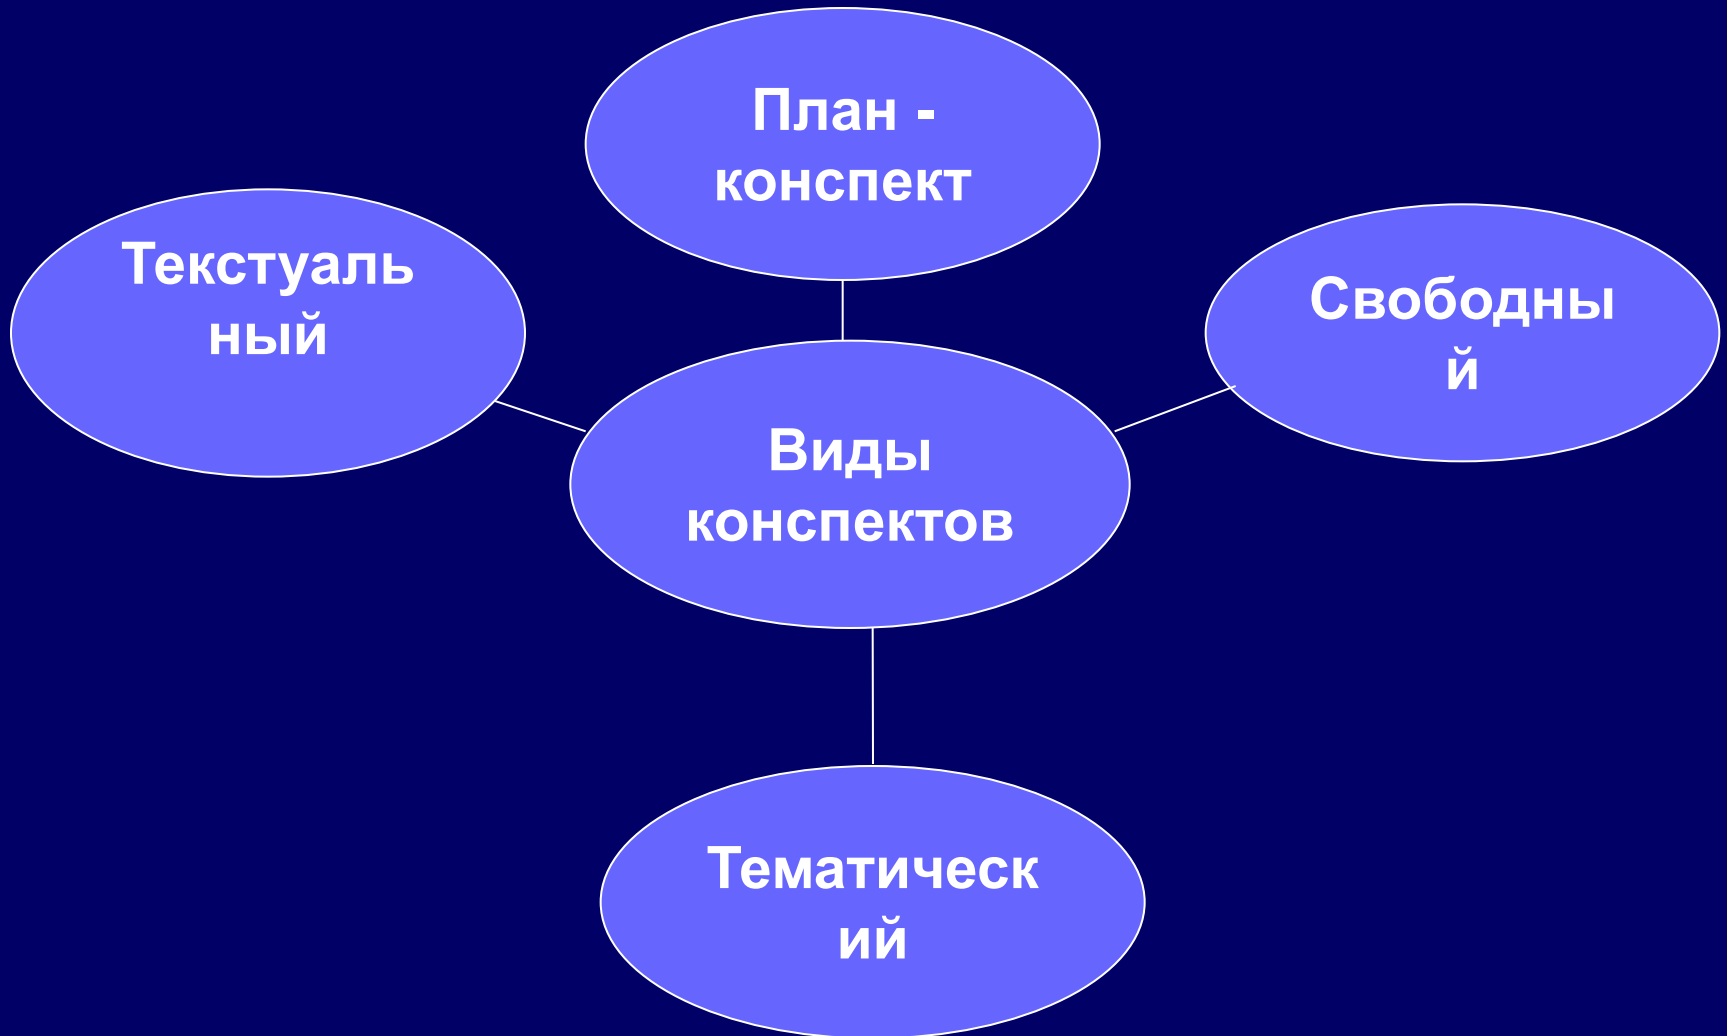 План -
конспект
Текстуаль
ный
Свободны
й
Виды
конспектов
Тематическ
ий